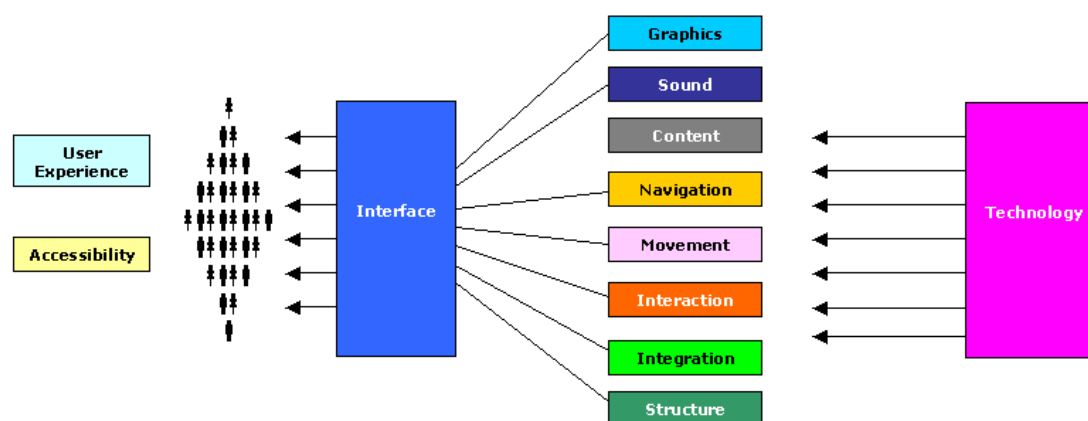 User
Experience
Accessibility
Interface
Graphics
Sound
Content
Navigation
Movement
Interaction
Integration
Structure
Technology